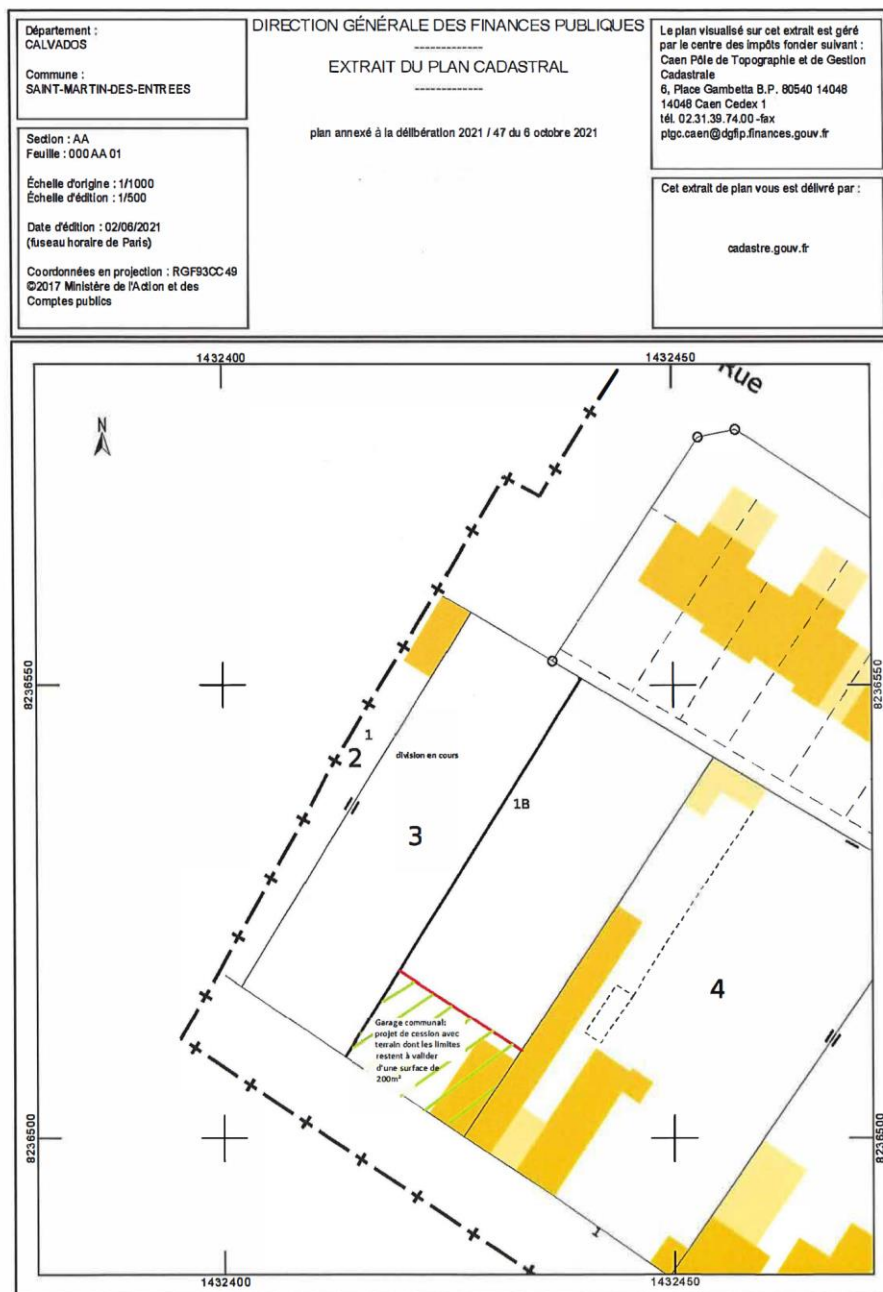 Département :
CALVADOS
Commune :
SAINT-MARTIN-DES-ENTREES
Section : AA
Feuille : 000 AA 01
Échelle d'origine : 1/1000
Échelle d'édition : 1/500
Date d'édition : 02/06/2021
(fuseau horaire de Paris)
Coordonnées en projection : RGF93CC49
©2017 Ministère de l'Action et des
Comptes publics
DIRECTION GÉNÉRALE DES FINANCES PUBLIQUES
-------------
EXTRAIT DU PLAN CADASTRAL
-------------
plan annexé à la délibération 2021 / 47 du 6 octobre 2021
Le plan visualisé sur cet extrait est géré
par le centre des impôts foncier suivant :
Caen Pôle de Topographie et de Gestion
Cadastrale
6, Place Gambetta B.P. 80540 14048
14048 Caen Cedex 1
tél. 02.31.39.74.00 -fax
ptgc.caen@dgfip.finances.gouv.fr
Cet extrait de plan vous est délivré par :
cadastre.gouv.fr
1432400
1432450
Rue
N
8236550
8236550
1
2
division en cours
3
1B
4
Garage communal:
projet de cession avec
terrain dont les limites
restent à valider
d'une surface de
200m²
8236500
8236500
1
1432400
1432450